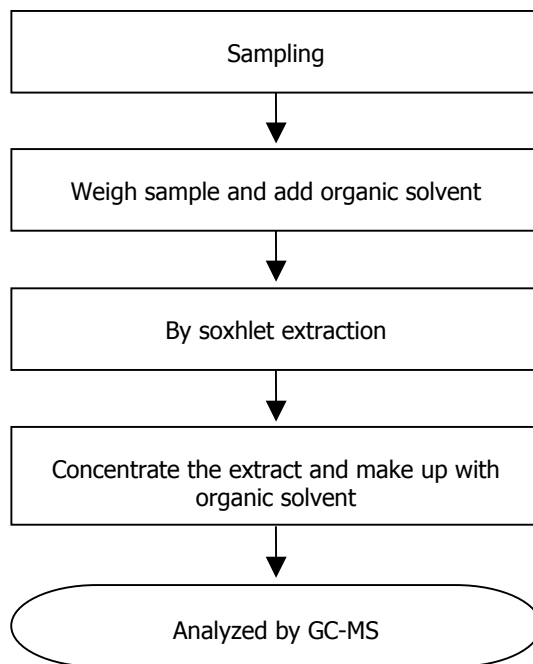 Sampling
Weigh sample and add organic solvent
By soxhlet extraction
Concentrate the extract and make up with
organic solvent
Analyzed by GC-MS